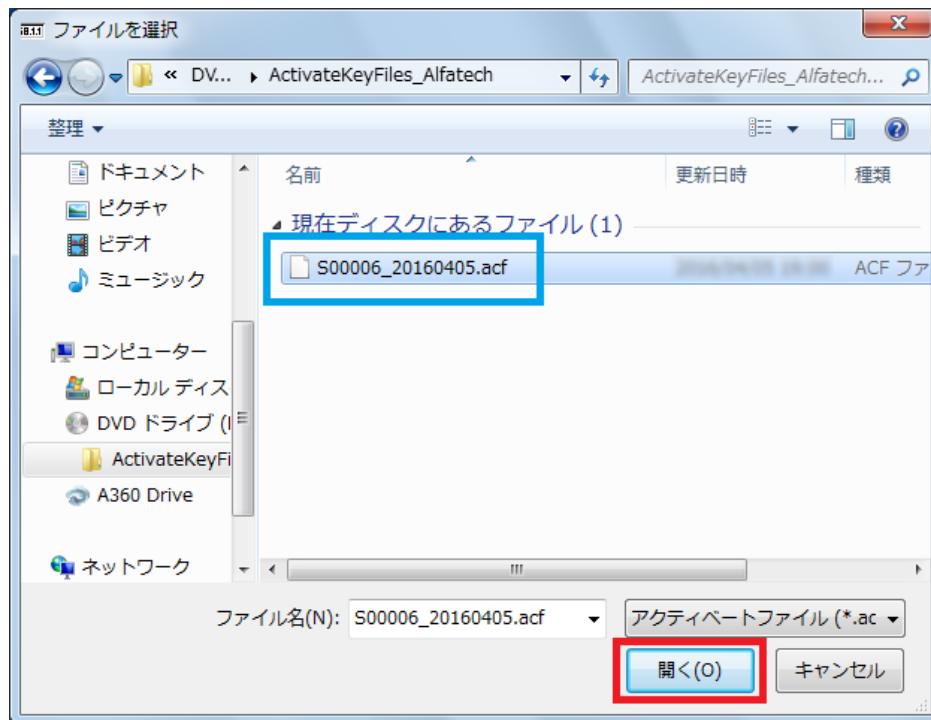 ファイルを選択
« DV... ▸ ActivateKeyFiles_Alfatech
ActivateKeyFiles_Alfatech...
整理
名前 更新日時 種類
現在ディスクにあるファイル (1)
S00006_20160405.acf ACF ファ
ドキュメント
ピクチャ
ビデオ
ミュージック
コンピューター
ローカル ディス
DVD ドライブ (
ActivateKeyFi
A360 Drive
ネットワーク
ファイル名(N): S00006_20160405.acf アクティベートファイル (*.ac
開く(O) キャンセル